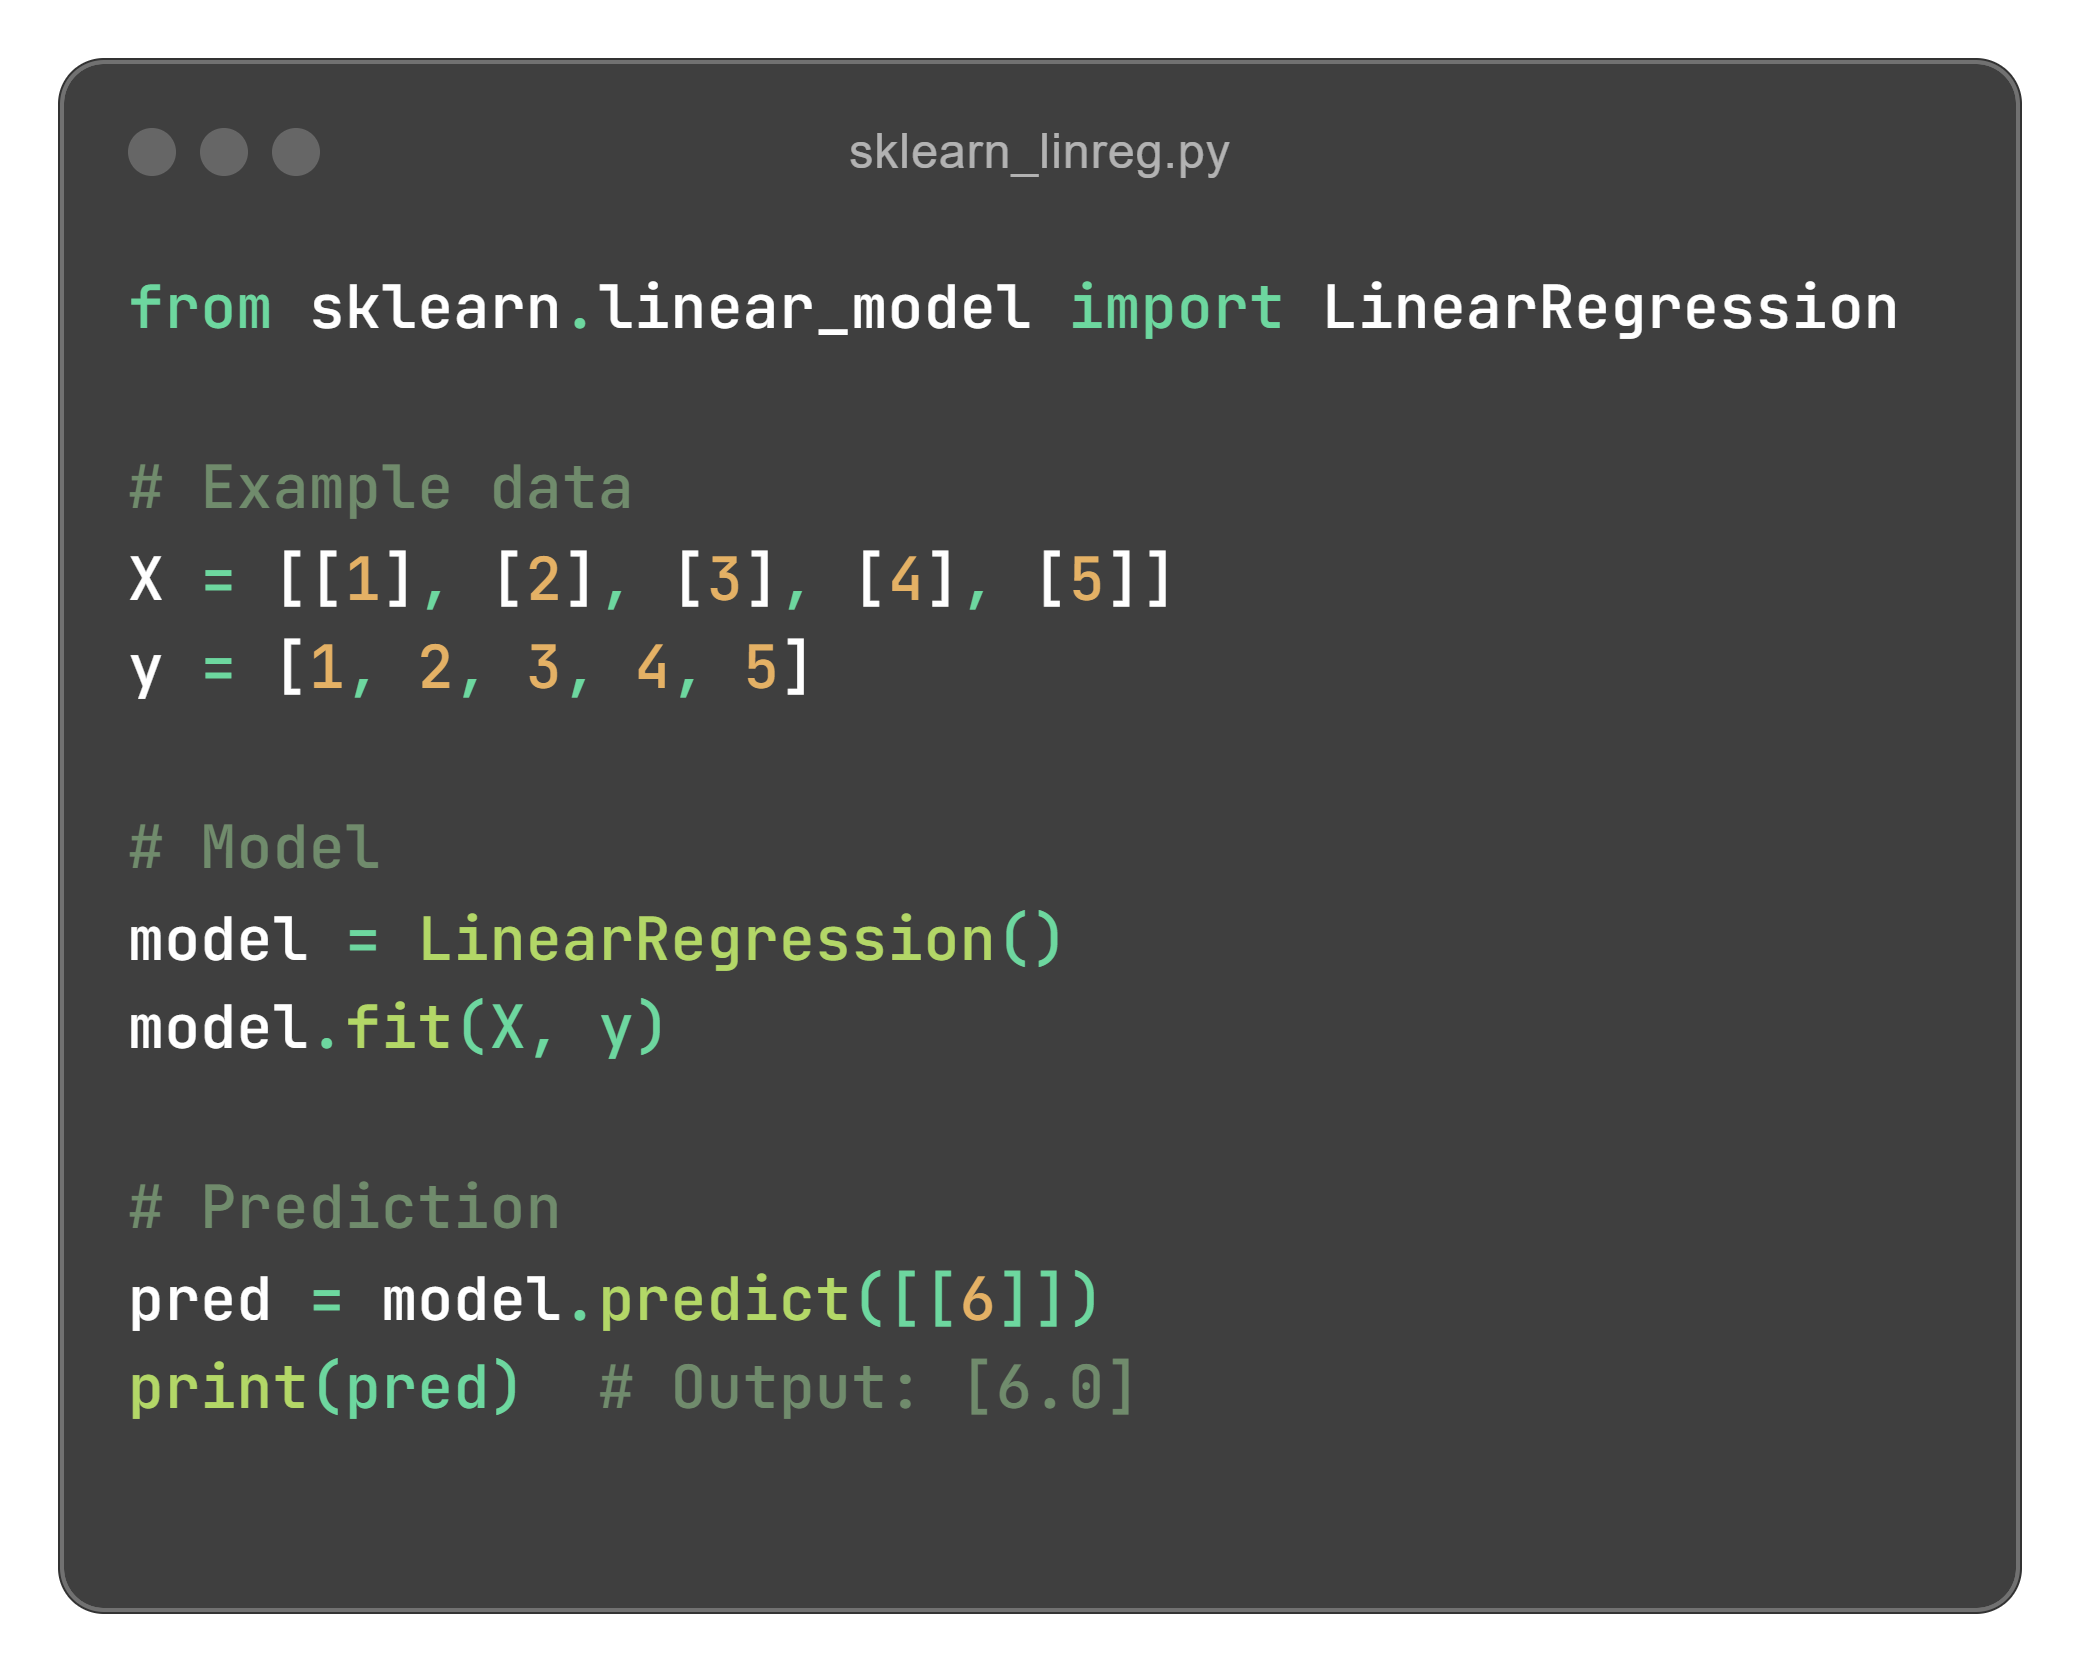 sklearn_linreg.py
from sklearn.linear_model import LinearRegression
# Example data
X = [[1], [2], [3], [4], [5]]
y = [1, 2, 3, 4, 5]
# Model
model = LinearRegression()
model.fit(X, y)
# Prediction
pred = model.predict([[6]])
print(pred)  # Output: [6.0]